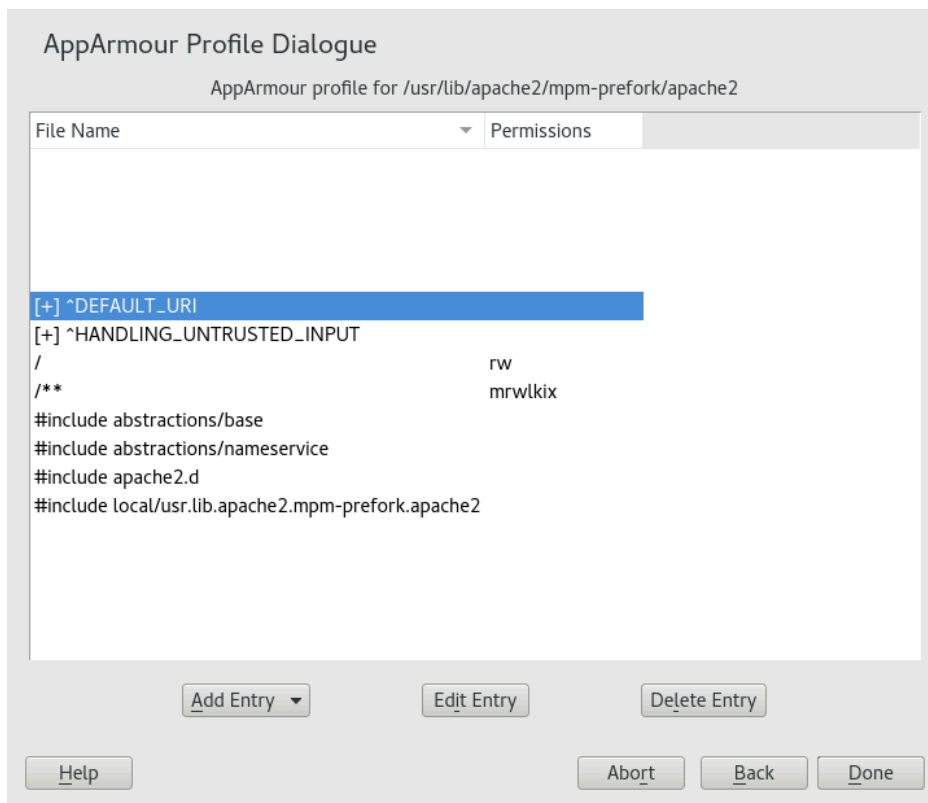 AppArmour Profile Dialogue
AppArmour profile for /usr/lib/apache2/mpm-prefork/apache2
File Name Permissions
[+] ^DEFAULT_URI
[+] ^HANDLING_UNTRUSTED_INPUT
/ rw
/** mrwlkix
#include abstractions/base
#include abstractions/nameservice
#include apache2.d
#include local/usr.lib.apache2.mpm-prefork.apache2
Add Entry Edit Entry Delete Entry
Help Abort Back Done